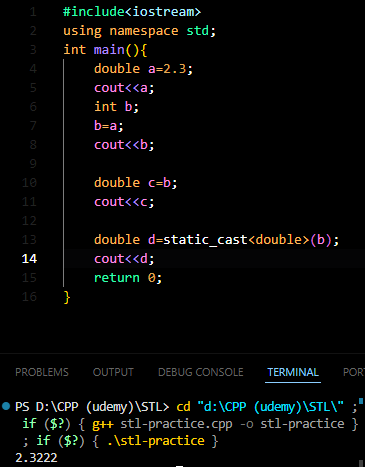 1 #include<iostream>
2 using namespace std;
3 int main(){
4 double a=2.3;
5 cout<<a;
6 int b;
7 b=a;
8 cout<<b;
9
10 double c=b;
11 cout<<c;
12
13 double d=static_cast<double>(b);
14 cout<<d;
15 return 0;
16 }
PROBLEMS OUTPUT DEBUG CONSOLE TERMINAL POR
PS D:\CPP (udemy)\STL> cd "d:\CPP (udemy)\STL\" ;
if ($?) { g++ stl-practice.cpp -o stl-practice }
; if ($?) { .\stl-practice }
2.3222